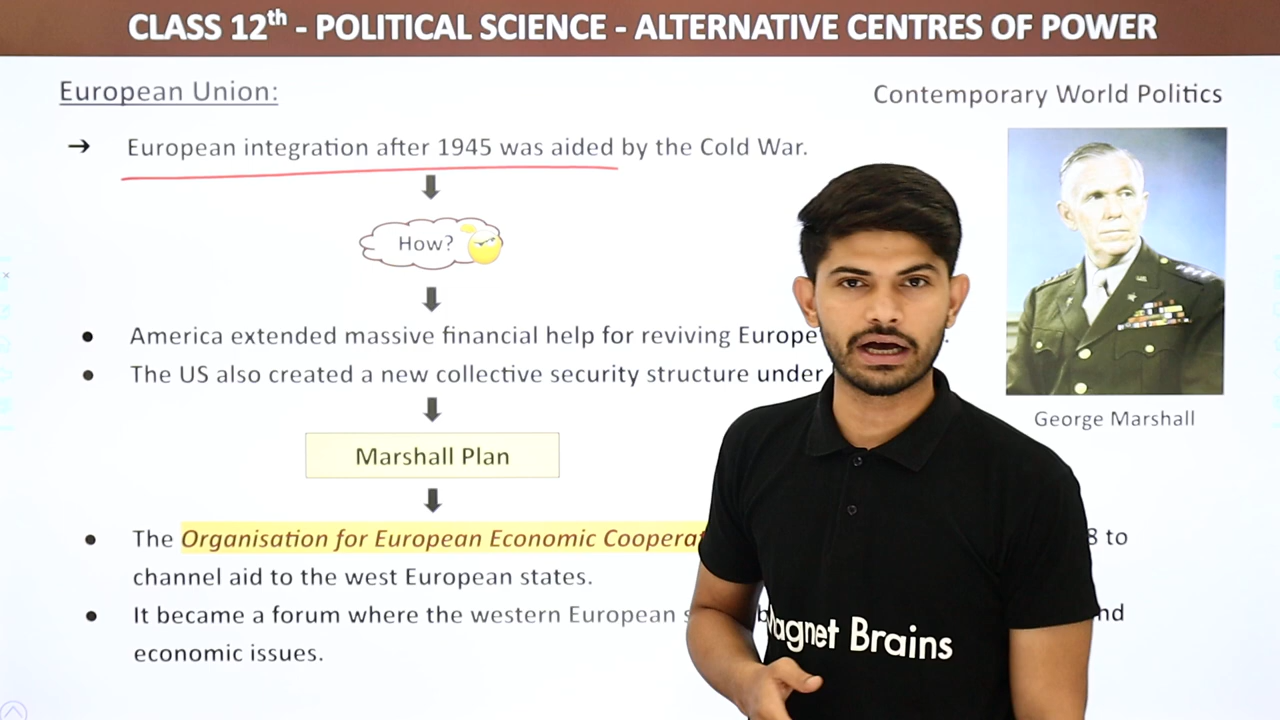 CLASS 12th - POLITICAL SCIENCE - ALTERNATIVE CENTRES OF POWER
European Union:
Contemporary World Politics
➔ European integration after 1945 was aided by the Cold War.
How?
● America extended massive financial help for reviving Europe
● The US also created a new collective security structure under
George Marshall
Marshall Plan
● The Organisation for European Economic 8 to
channel aid to the west European states.
● It became a forum where the western European
economic issues.
agnet Brains